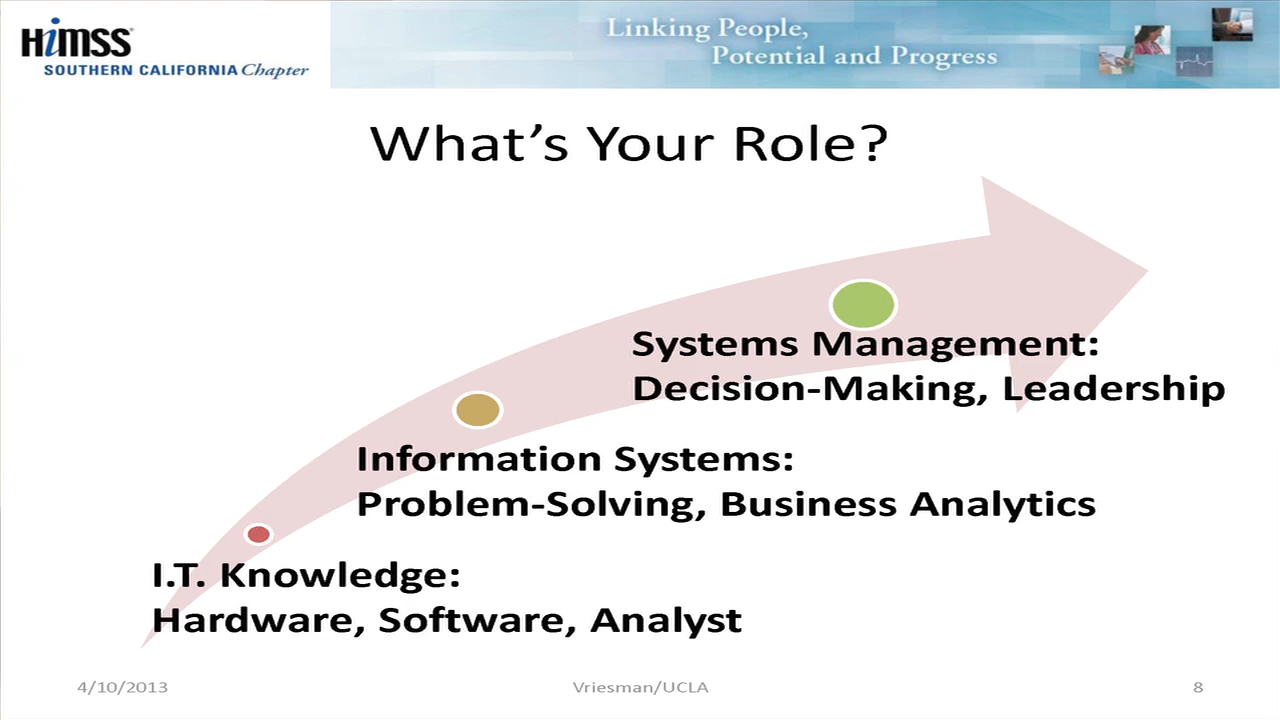 HiMSS
SOUTHERN CALIFORNIA Chapter
Linking People,
Potential and Progress
What's Your Role?
Systems Management:
Decision-Making, Leadership
Information Systems:
Problem-Solving, Business Analytics
I.T. Knowledge:
Hardware, Software, Analyst
4/10/2013
Vriesman/UCLA
8